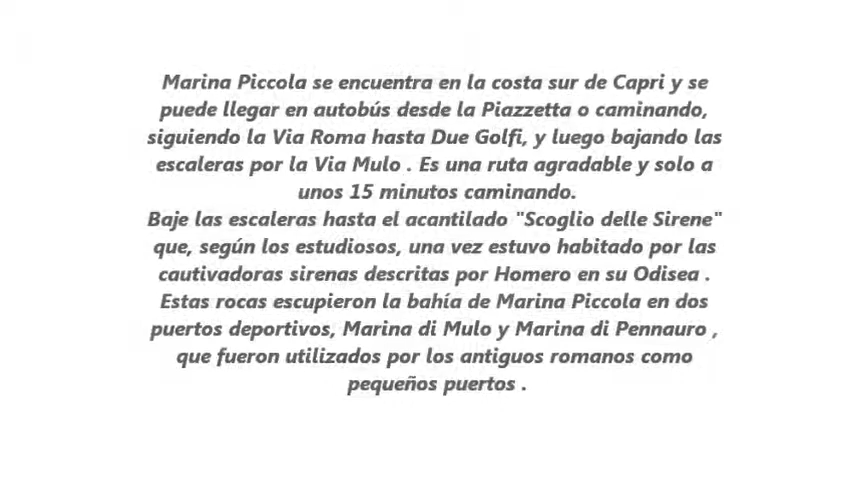 Marina Piccola se encuentra en la costa sur de Capri y se
puede llegar en autobús desde la Piazzetta o caminando,
siguiendo la Via Roma hasta Due Golfi, y luego bajando las
escaleras por la Via Mulo . Es una ruta agradable y solo a
unos 15 minutos caminando.
Baje las escaleras hasta el acantilado "Scoglio delle Sirene"
que, según los estudiosos, una vez estuvo habitado por las
cautivadoras sirenas descritas por Homero en su Odisea .
Estas rocas escupieron la bahía de Marina Piccola en dos
puertos deportivos, Marina di Mulo y Marina di Pennauro ,
que fueron utilizados por los antiguos romanos como
pequeños puertos .